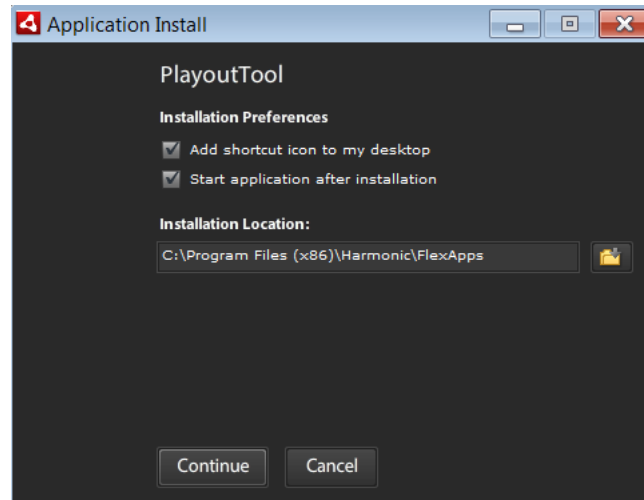 Application Install
PlayoutTool
Installation Preferences
Add shortcut icon to my desktop
Start application after installation
Installation Location:
C:\Program Files (x86)\Harmonic\FlexApps
Continue
Cancel